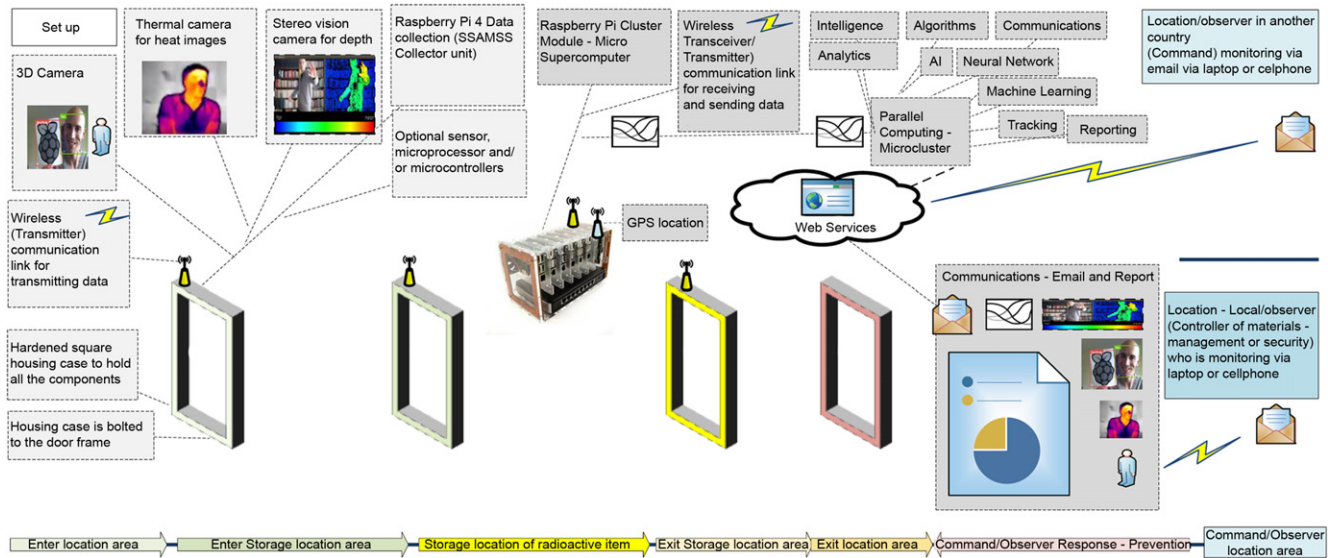 Set up
3D Camera
Thermal camera
for heat images
Stereo vision
camera for depth
Raspberry Pi 4 Data
collection (SSAMSS
Collector unit)
Optional sensor,
microprocessor and/
or microcontrollers
Raspberry Pi Cluster
Module - Micro
Supercomputer
Wireless
Transceiver/
Transmitter)
communication link
for receiving
and sending data
Intelligence
Algorithms
Communications
Analytics
AI
Neural Network
Machine Learning
Parallel
Computing -
Microcluster
Tracking
Reporting
Location/observer in another
country
(Command) monitoring via
email via laptop or celphone
Wireless
(Transmitter)
communication
link for
transmitting data
GPS location
Web Services
Hardened square
housing case to hold
all the components
Housing case is bolted
to the door frame
Communications - Email and Report
Location - Local/observer
(Controller of materials -
management or security)
who is monitoring via
laptop or cellphone
Enter location area
Enter Storage location area
Storage location of radioactive item
Exit Storage location area
Exit location area
Command/Observer Response - Prevention
Command/Observer
location area